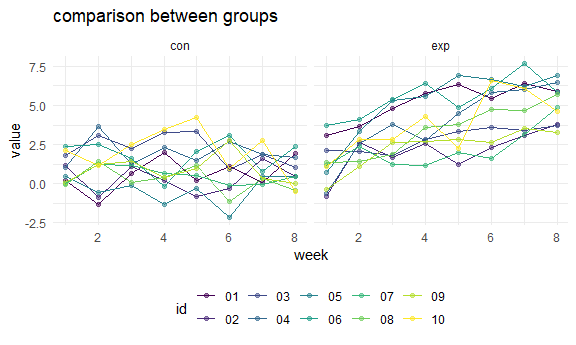 comparison between groups
con exp
7.5
5.0
2.5
0.0
-2.5
value
2 4 6 8 2 4 6 8
week
id
01 03 05 07 09
02 04 06 08 10